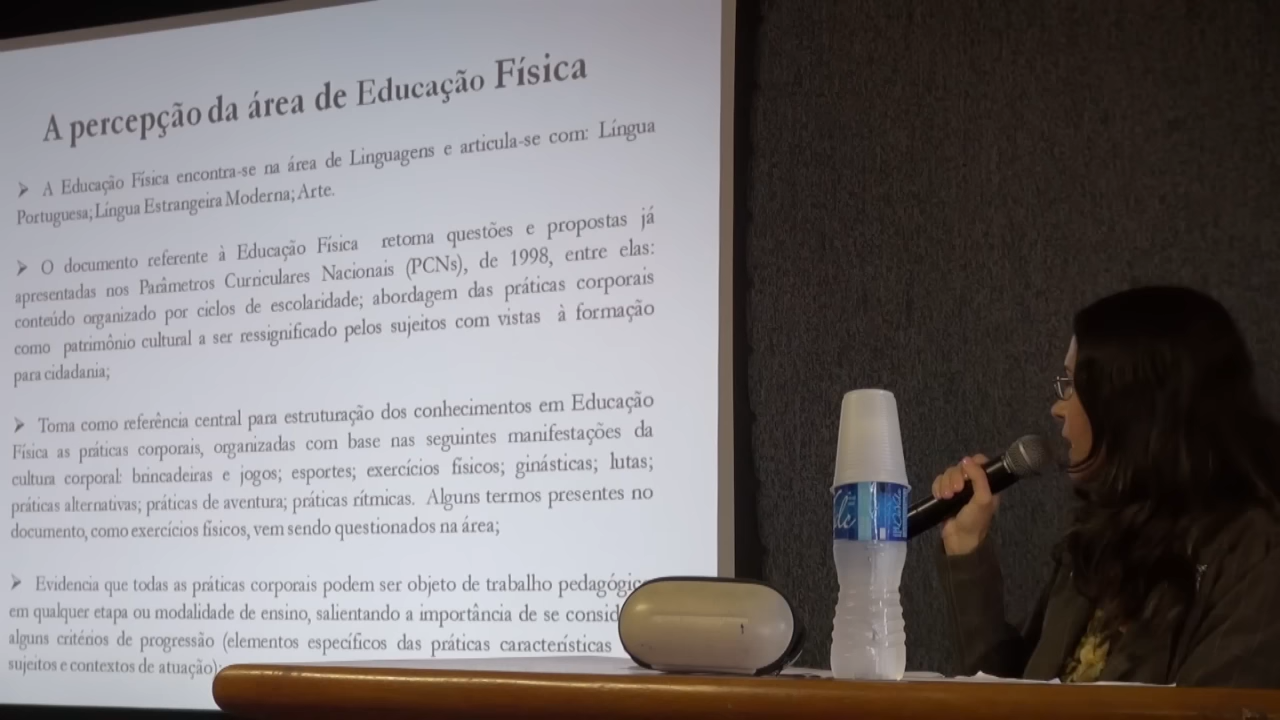 A percepção da área de Educação Física
➢ A Educação Física encontra-se na área de Linguagens e articula-se com: Língua
Portuguesa; Língua Estrangeira Moderna; Arte.
➢ O documento referente à Educação Física retoma questões e propostas já
apresentadas nos Parâmetros Curriculares Nacionais (PCNs), de 1998, entre elas:
conteúdo organizado por ciclos de escolaridade; abordagem das práticas corporais
como patrimônio cultural a ser ressignificado pelos sujeitos com vistas à formação
para cidadania;
➢ Toma como referência central para estruturação dos conhecimentos em Educação
Física as práticas corporais, organizadas com base nas seguintes manifestações da
cultura corporal: brincadeiras e jogos; esportes; exercícios físicos; ginásticas; lutas;
práticas alternativas; práticas de aventura; práticas rítmicas. Alguns termos presentes no
documento, como exercícios físicos, vem sendo questionados na área;
➢ Evidencia que todas as práticas corporais podem ser objeto de trabalho pedagógic
em qualquer etapa ou modalidade de ensino, salientando a importância de se consid
alguns critérios de progressão (elementos específicos das práticas características
sujeitos e contextos de atuação);